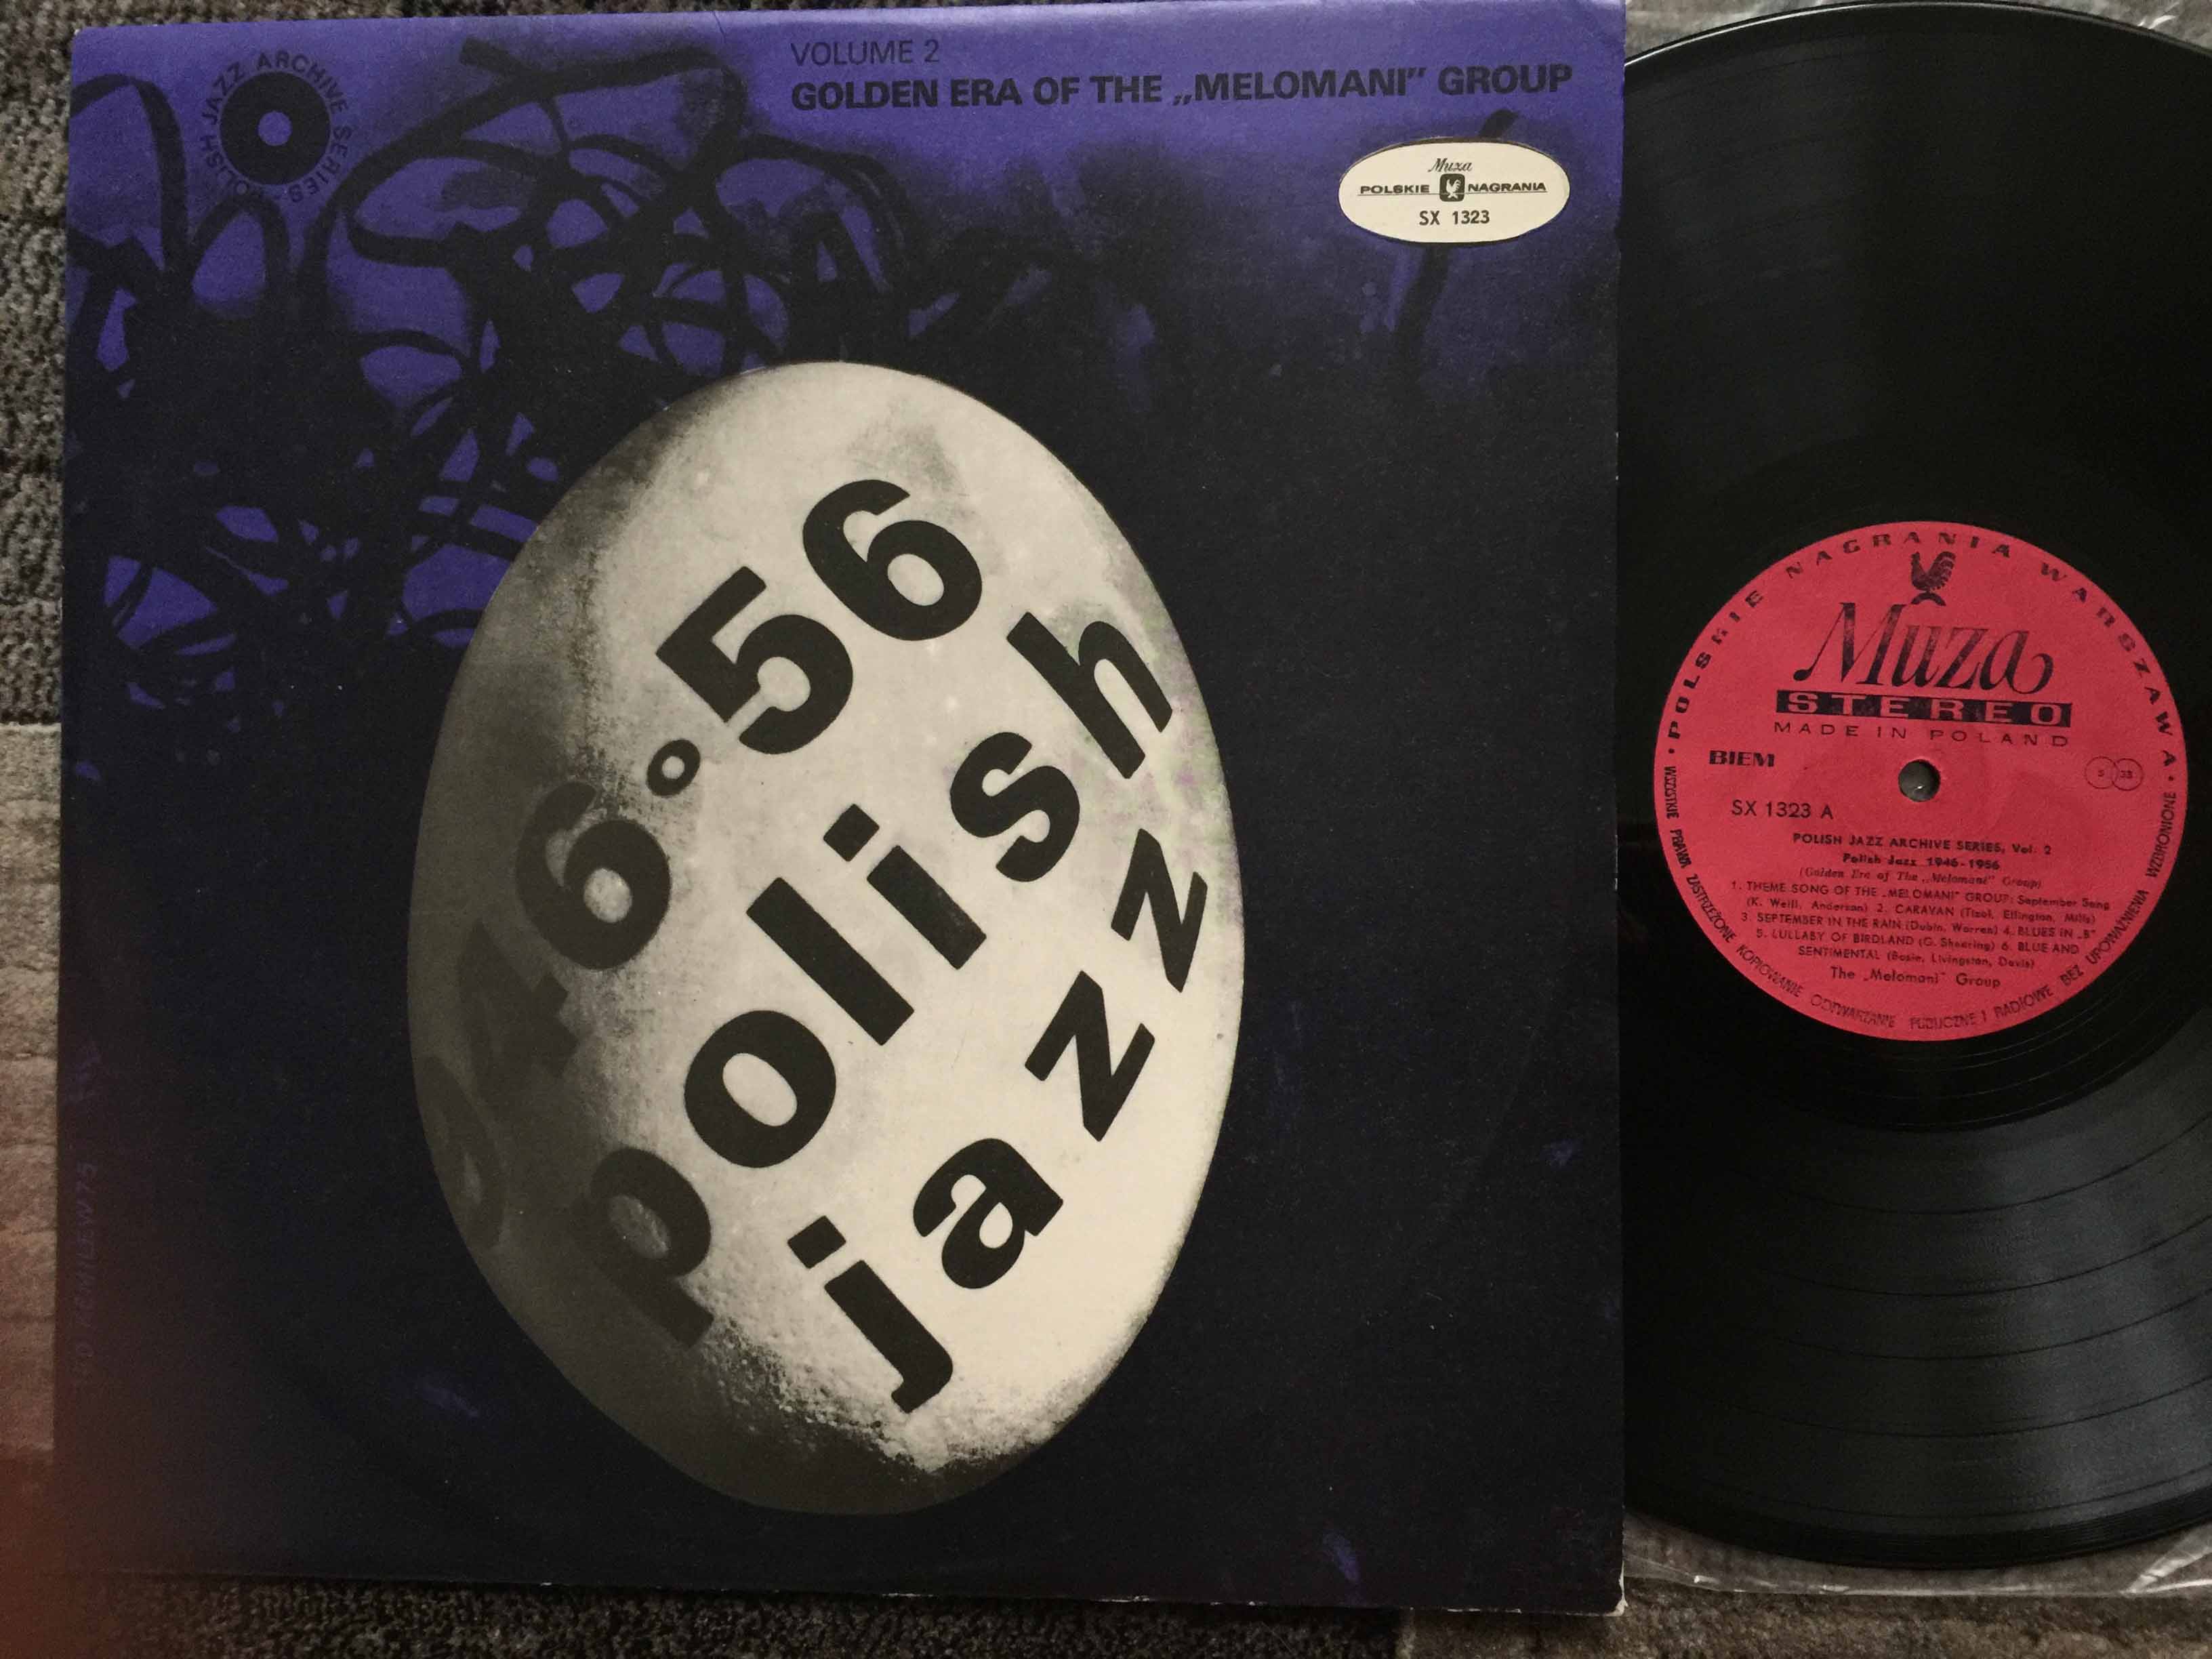 POLISH JAZZ ARCHIVE SERIES
VOLUME 2
GOLDEN ERA OF THE „MELOMANI” GROUP
Muza
POLSKIE NAGRANIA
SX 1323
946·56
polish
jazz
• POLSKIE NAGRANIA WARSZAWA •
Muza
STEREO
MADE IN POLAND
BIEM
S 33
SX 1323 A
POLISH JAZZ ARCHIVE SERIES, Vol. 2
Polish Jazz 1946-1956
(Golden Era of The „Melomani” Group)
1. THEME SONG OF THE „MELOMANI” GROUP: September Song
(K. Weill, Anderson) 2. CARAVAN (Tizol, Ellington, Mills)
3. SEPTEMBER IN THE RAIN (Dubin, Warren) 4. BLUES IN „B”
5. LULLABY OF BIRDLAND (G. Shearing) 6. BLUE AND
SENTIMENTAL (Basie, Livingston, Davis)
The „Melomani” Group
WSZYSTKIE PRAWA ZASTRZEŻONE KOPIOWANIE ODTWARZANIE PUBLICZNE I RADIOWE BEZ UPOWAŻNIENIA WZBRONIONE